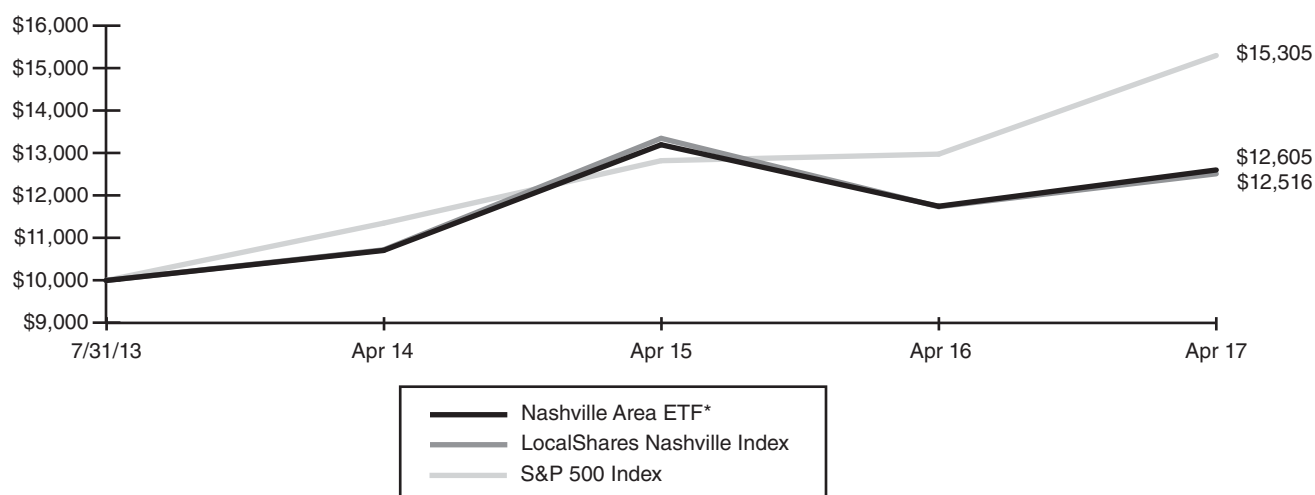 $16,000
$15,000
$14,000
$13,000
$12,000
$11,000
$10,000
$9,000
$15,305
$12,605
$12,516
7/31/13 Apr 14 Apr 15 Apr 16 Apr 17
Nashville Area ETF*
LocalShares Nashville Index
S&P 500 Index